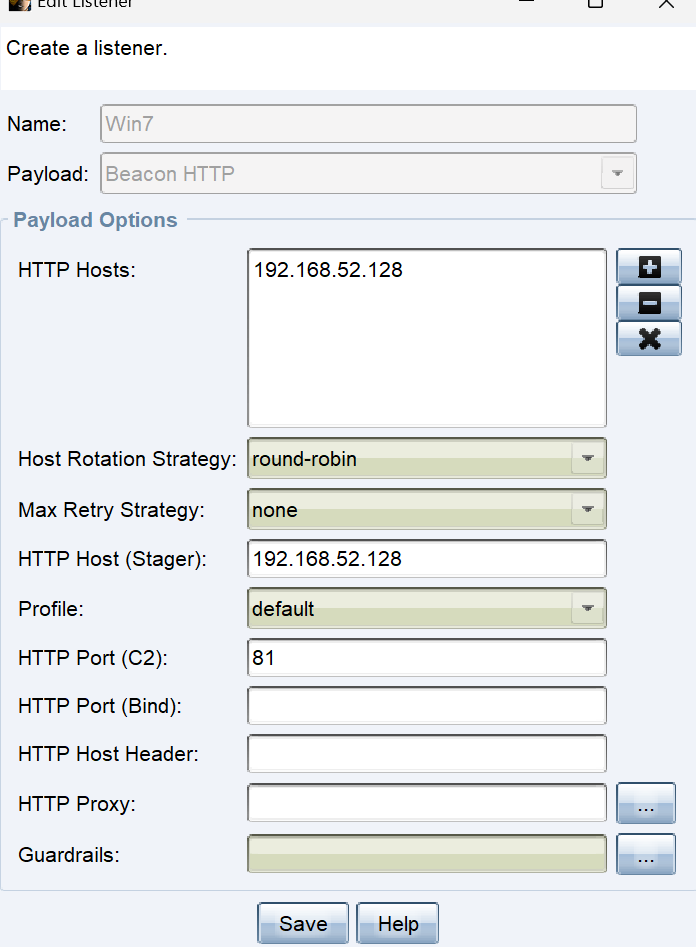 Edit Listener
Create a listener.
Name: Win7
Payload: Beacon HTTP
Payload Options
HTTP Hosts: 192.168.52.128
Host Rotation Strategy: round-robin
Max Retry Strategy: none
HTTP Host (Stager): 192.168.52.128
Profile: default
HTTP Port (C2): 81
HTTP Port (Bind):
HTTP Host Header:
HTTP Proxy: ...
Guardrails: ...
Save Help